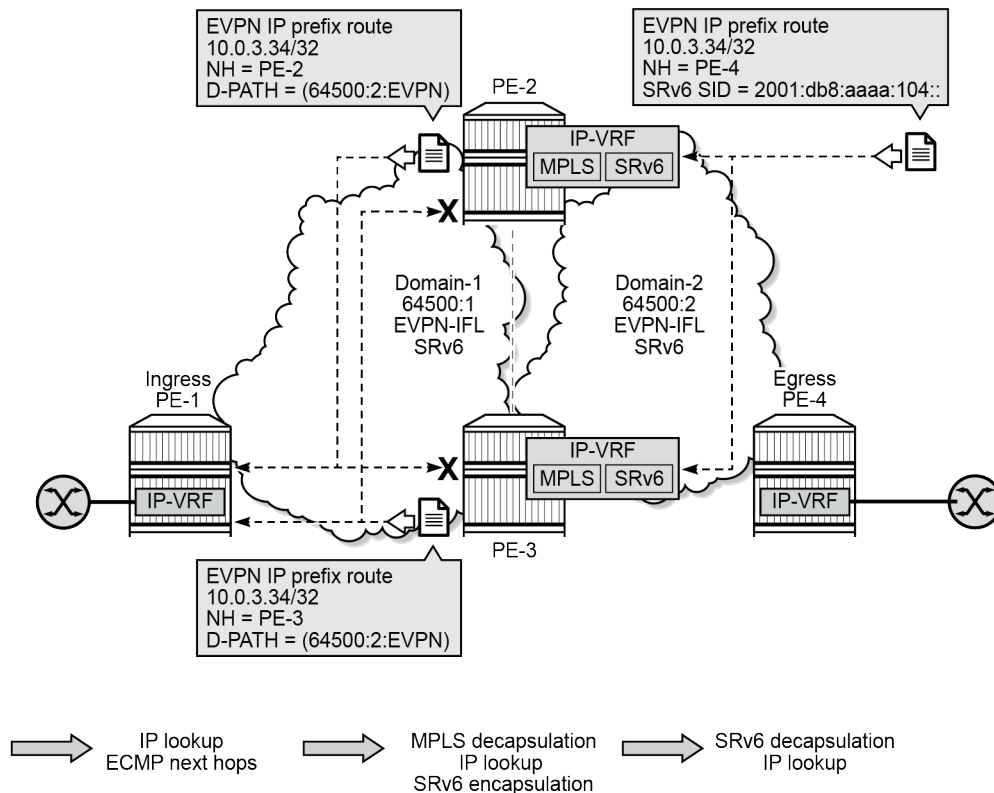 EVPN IP prefix route
10.0.3.34/32
NH = PE-2
D-PATH = (64500:2:EVPN)
EVPN IP prefix route
10.0.3.34/32
NH = PE-4
SRv6 SID = 2001:db8:aaaa:104::
PE-2
IP-VRF
MPLS
SRv6
X
Domain-1
64500:1
EVPN-IFL
SRv6
Domain-2
64500:2
EVPN-IFL
SRv6
Ingress
PE-1
IP-VRF
X
IP-VRF
MPLS
SRv6
PE-3
Egress
PE-4
IP-VRF
EVPN IP prefix route
10.0.3.34/32
NH = PE-3
D-PATH = (64500:2:EVPN)
IP lookup
ECMP next hops
MPLS decapsulation
IP lookup
SRv6 encapsulation
SRv6 decapsulation
IP lookup